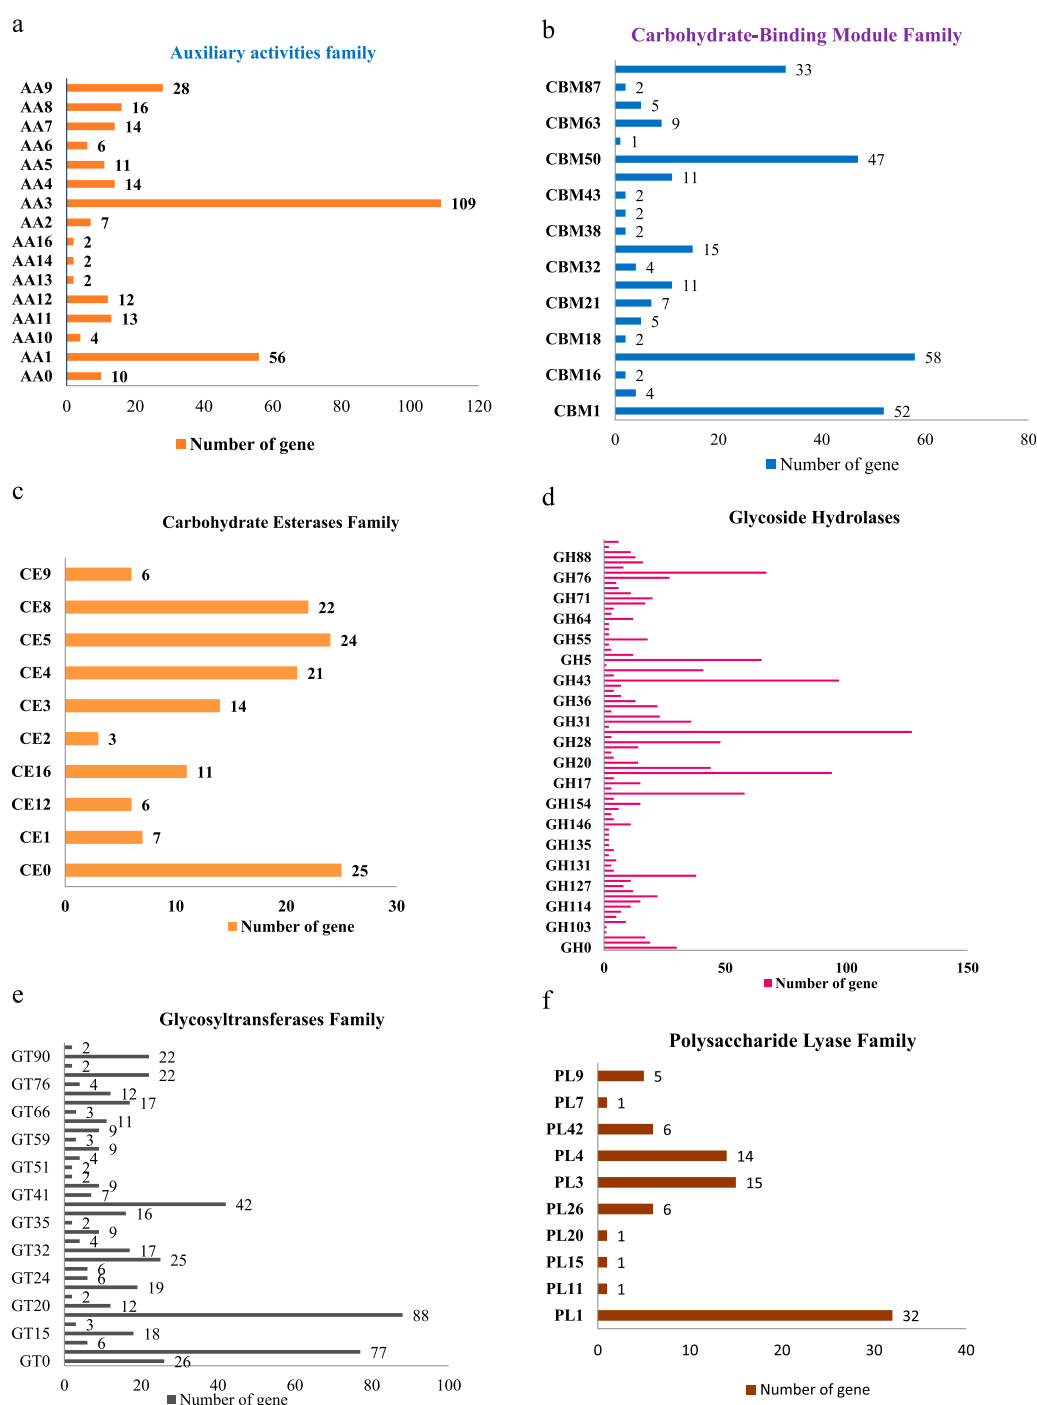 a
Auxiliary activities family
AA9 28
AA8 16
AA7 14
AA6 6
AA5 11
AA4 14
AA3 109
AA2 7
AA16 2
AA14 2
AA13 2
AA12 12
AA11 13
AA10 4
AA1 56
AA0 10
0 20 40 60 80 100 120
Number of gene
b
Carbohydrate-Binding Module Family
33
CBM87 2
5
CBM63 9
1
CBM50 47
11
CBM43 2
2
CBM38 2
15
CBM32 4
11
CBM21 7
5
CBM18 2
58
CBM16 2
4
CBM1 52
0 20 40 60 80
Number of gene
c
Carbohydrate Esterases Family
CE9 6
CE8 22
CE5 24
CE4 21
CE3 14
CE2 3
CE16 11
CE12 6
CE1 7
CE0 25
0 10 20 30
Number of gene
d
Glycoside Hydrolases
GH88
GH76
GH71
GH64
GH55
GH5
GH43
GH36
GH31
GH28
GH20
GH17
GH154
GH146
GH135
GH131
GH127
GH114
GH103
GH0
0 50 100 150
Number of gene
e
Glycosyltransferases Family
2
GT90 22
2
22
GT76 4
12
17
GT66 3
11
9
GT59 3
9
4
GT51 2
2
9
GT41 7
42
16
GT35 2
9
4
GT32 17
25
6
GT24 6
19
2
GT20 12
88
3
GT15 18
6
77
GT0 26
0 20 40 60 80 100
Number of gene
f
Polysaccharide Lyase Family
PL9 5
PL7 1
PL42 6
PL4 14
PL3 15
PL26 6
PL20 1
PL15 1
PL11 1
PL1 32
0 10 20 30 40
Number of gene